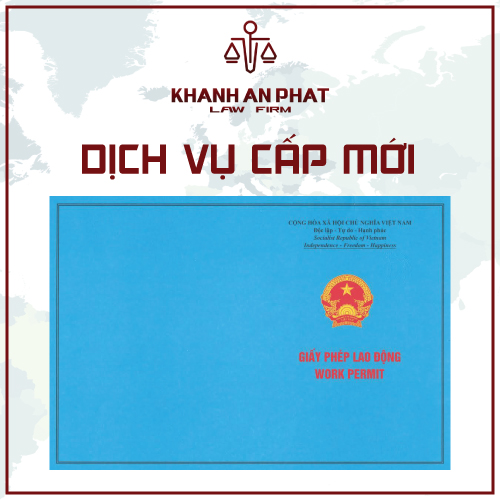 KHANH AN PHAT
LAW FIRM
DỊCH VỤ CẤP MỚI
CỘNG HÒA XÃ HỘI CHỦ NGHĨA VIỆT NAM
Độc lập - Tự do - Hạnh phúc
Socialist Republic of Vietnam
Independence - Freedom - Happiness
GIẤY PHÉP LAO ĐỘNG
WORK PERMIT